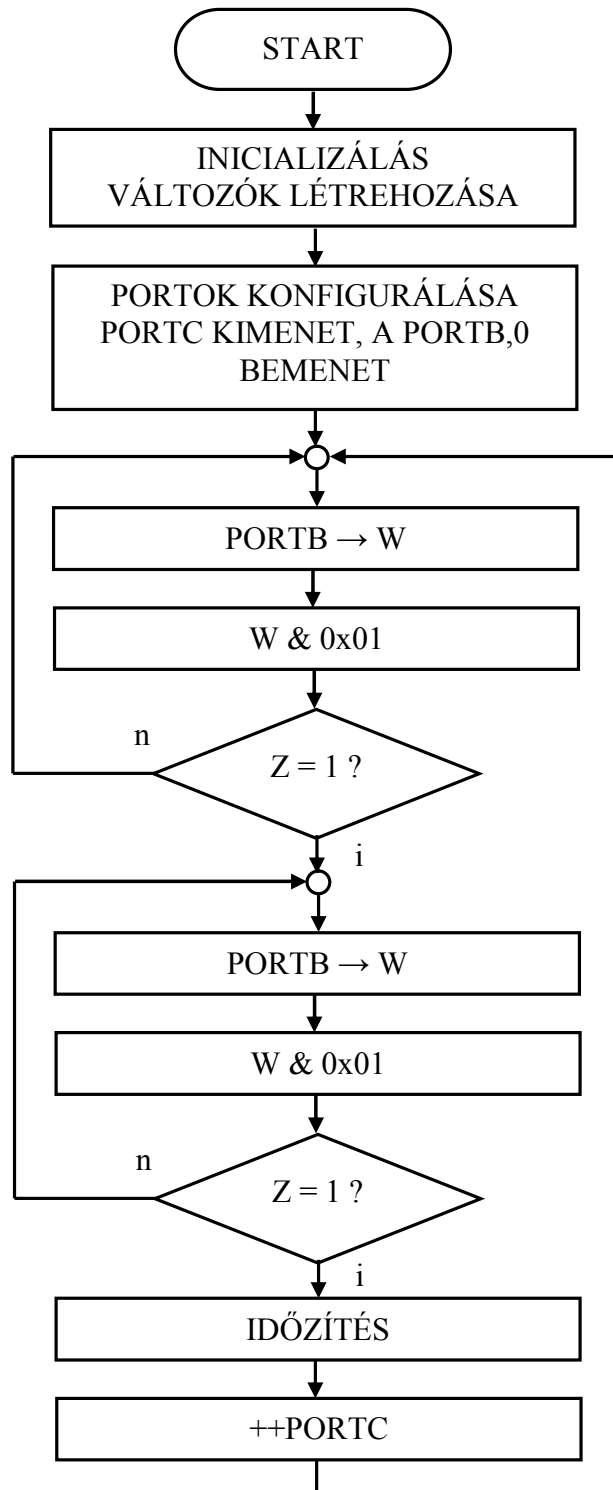 START
INICIALIZÁLÁS
VÁLTOZÓK LÉTREHOZÁSA
PORTOK KONFIGURÁLÁSA
PORTC KIMENET, A PORTB,0
BEMENET
PORTB → W
W & 0x01
n
Z = 1 ?
i
PORTB → W
W & 0x01
n
Z = 1 ?
i
IDŐZÍTÉS
++PORTC